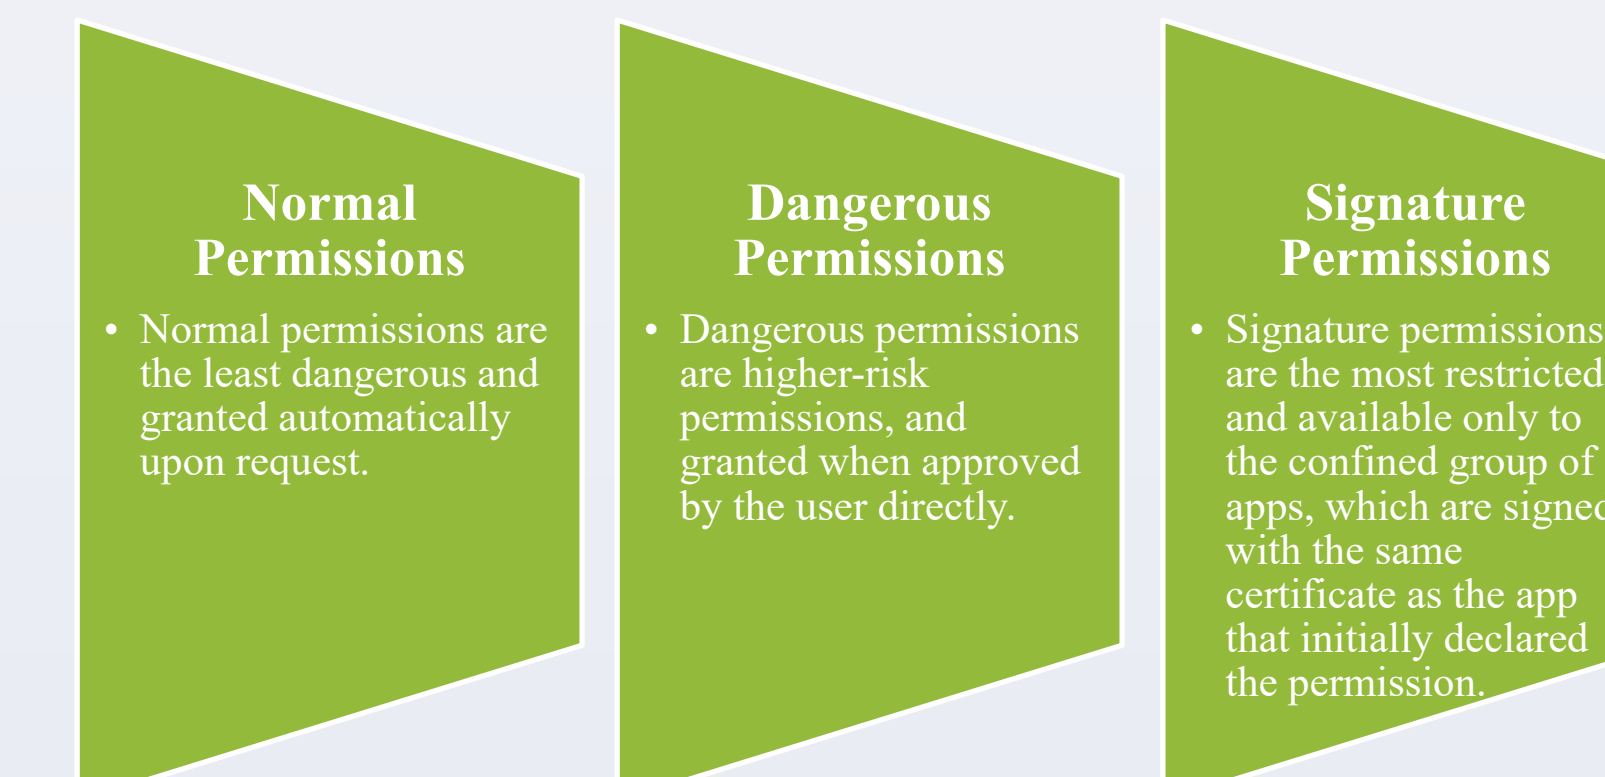 Normal
Permissions
• Normal permissions are
the least dangerous and
granted automatically
upon request.
Dangerous
Permissions
• Dangerous permissions
are higher-risk
permissions, and
granted when approved
by the user directly.
Signature
Permissions
• Signature permissions
are the most restricted
and available only to
the confined group of
apps, which are signed
with the same
certificate as the app
that initially declared
the permission.